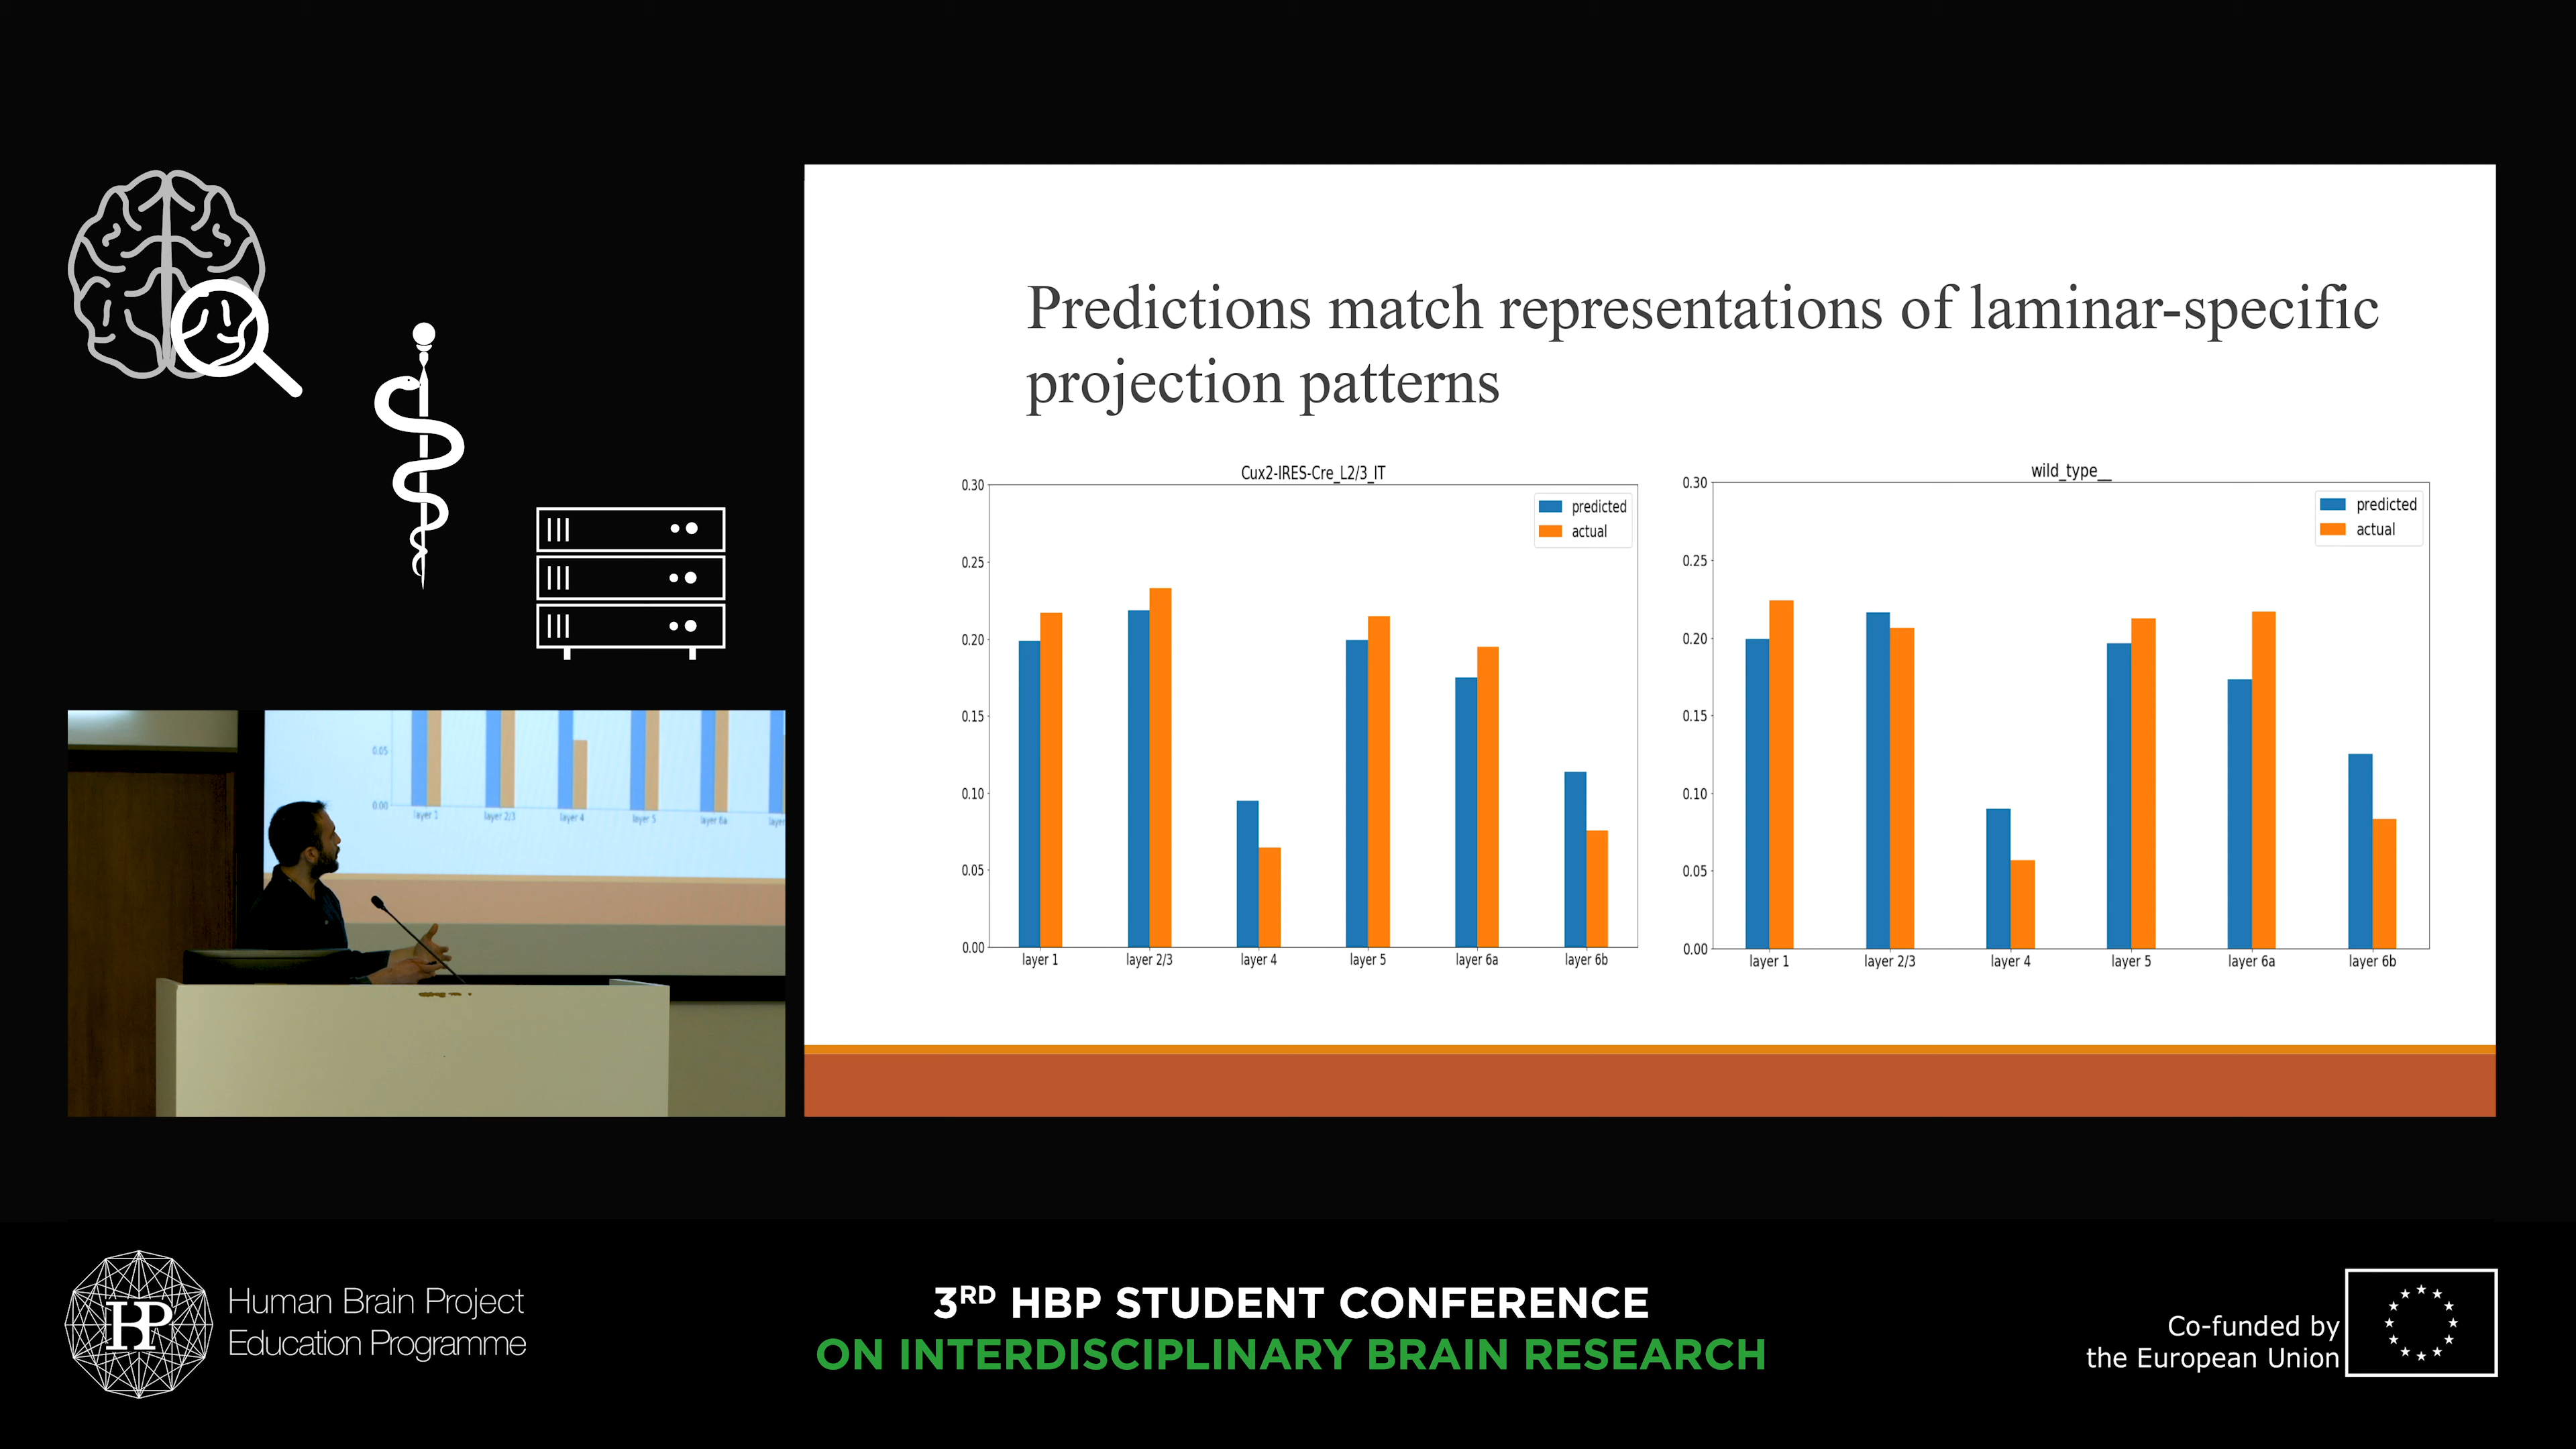 Predictions match representations of laminar-specific
projection patterns
Cux2-IRES-Cre_L2/3_IT
predicted
actual
0.30
0.25
0.20
0.15
0.10
0.05
0.00
layer 1
layer 2/3
layer 4
layer 5
layer 6a
layer 6b
wild_type__
predicted
actual
0.30
0.25
0.20
0.15
0.10
0.05
0.00
layer 1
layer 2/3
layer 4
layer 5
layer 6a
layer 6b
0.05
0.00
layer 1
layer 2/3
layer 4
layer 5
layer 6a
HBP
Human Brain Project
Education Programme
3RD HBP STUDENT CONFERENCE
ON INTERDISCIPLINARY BRAIN RESEARCH
Co-funded by
the European Union